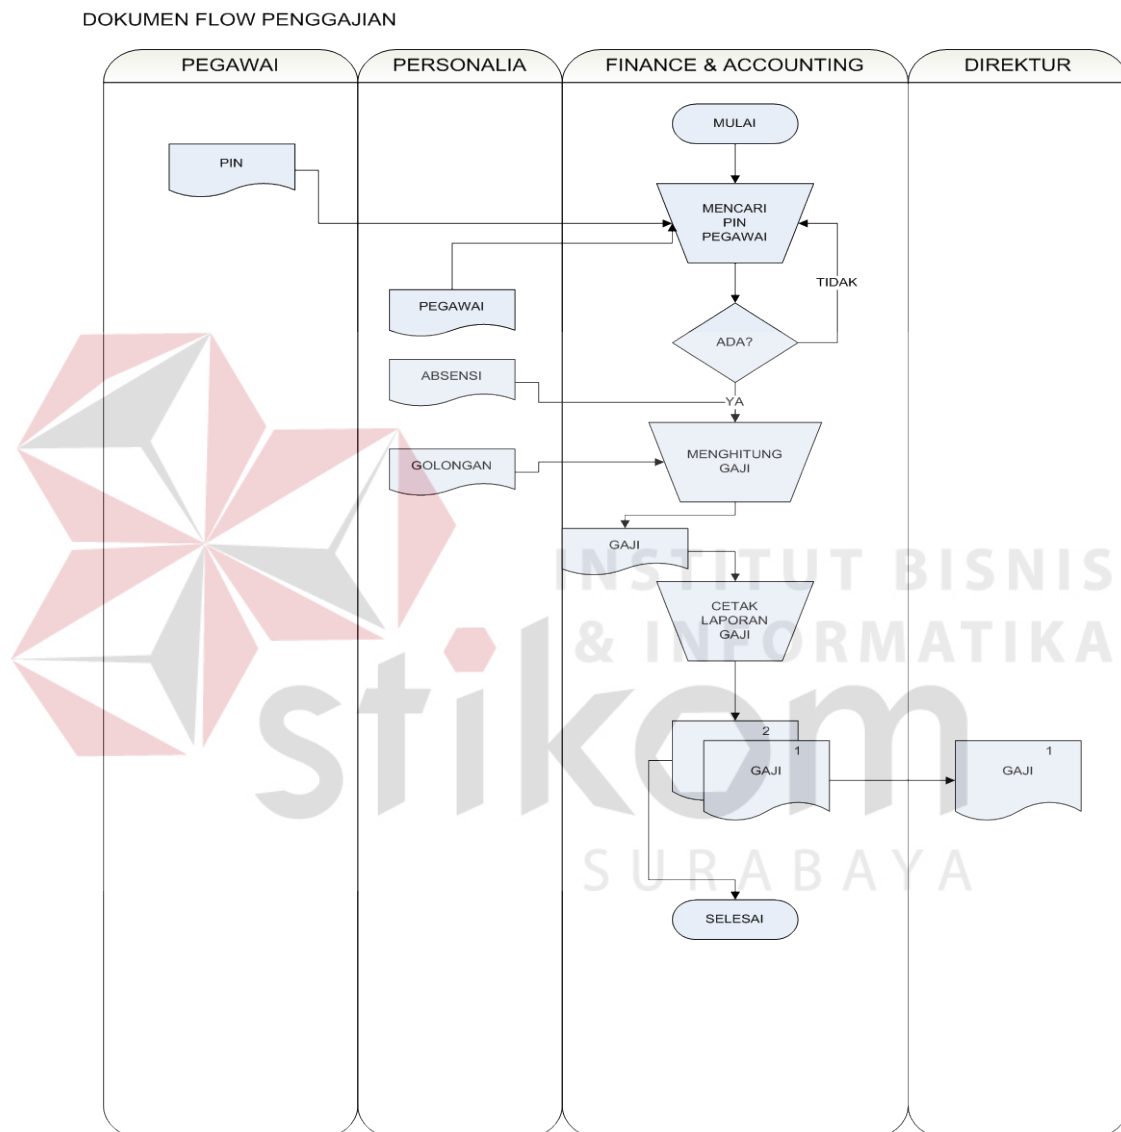 DOKUMEN FLOW PENGGAJIAN
PEGAWAI
PERSONALIA
FINANCE & ACCOUNTING
DIREKTUR
MULAI
PIN
MENCARI
PIN
PEGAWAI
TIDAK
PEGAWAI
ADA?
ABSENSI
YA
GOLONGAN
MENGHITUNG
GAJI
GAJI
INSTITUT BISNIS
& INFORMATIKA
CETAK
LAPORAN
GAJI
stikom
2
1
GAJI
1
GAJI
SURABAYA
SELESAI